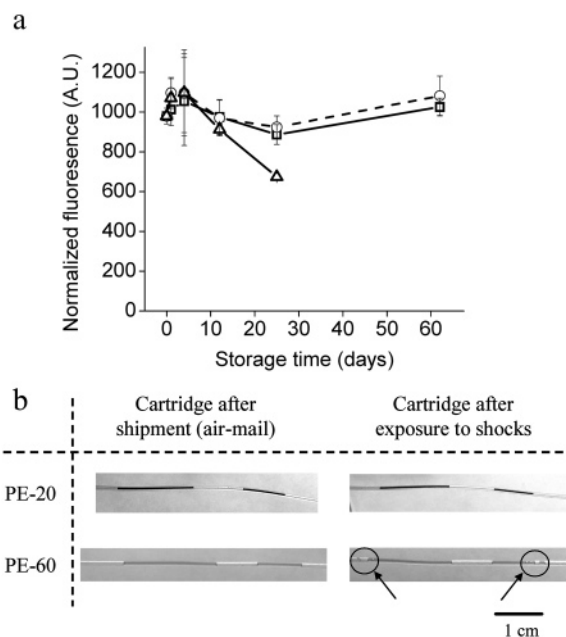 a
Normalized fluoresence (A.U.)
1200
1000
800
600
400
200
0
0 10 20 30 40 50 60
Storage time (days)
b
Cartridge after
shipment (air-mail)
Cartridge after
exposure to shocks
PE-20
PE-60
1 cm